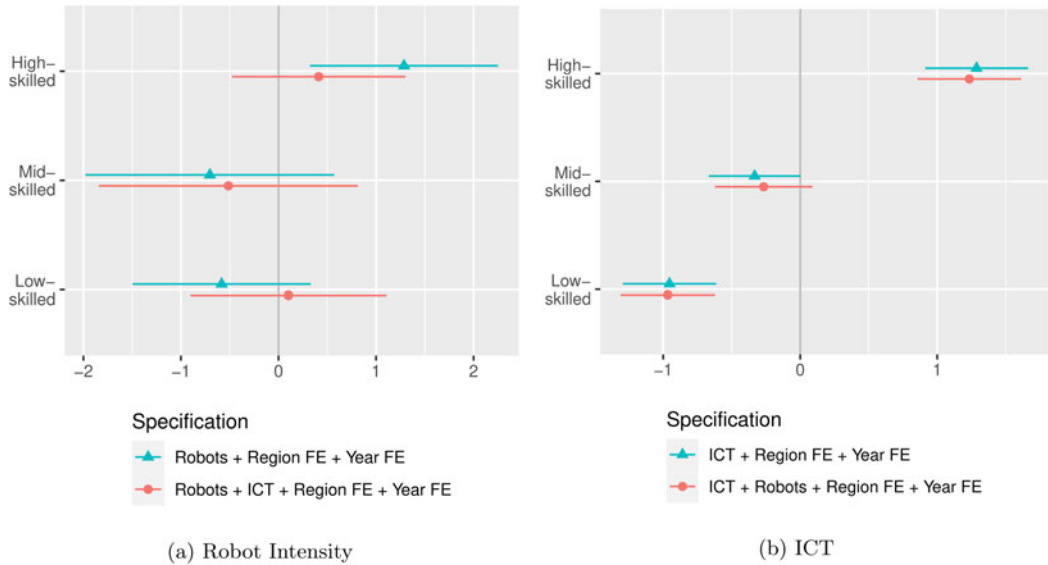 High-
skilled
Mid-
skilled
Low-
skilled
−2 −1 0 1 2
Specification
Robots + Region FE + Year FE
Robots + ICT + Region FE + Year FE
(a) Robot Intensity
High-
skilled
Mid-
skilled
Low-
skilled
−1 0 1
Specification
ICT + Region FE + Year FE
ICT + Robots + Region FE + Year FE
(b) ICT